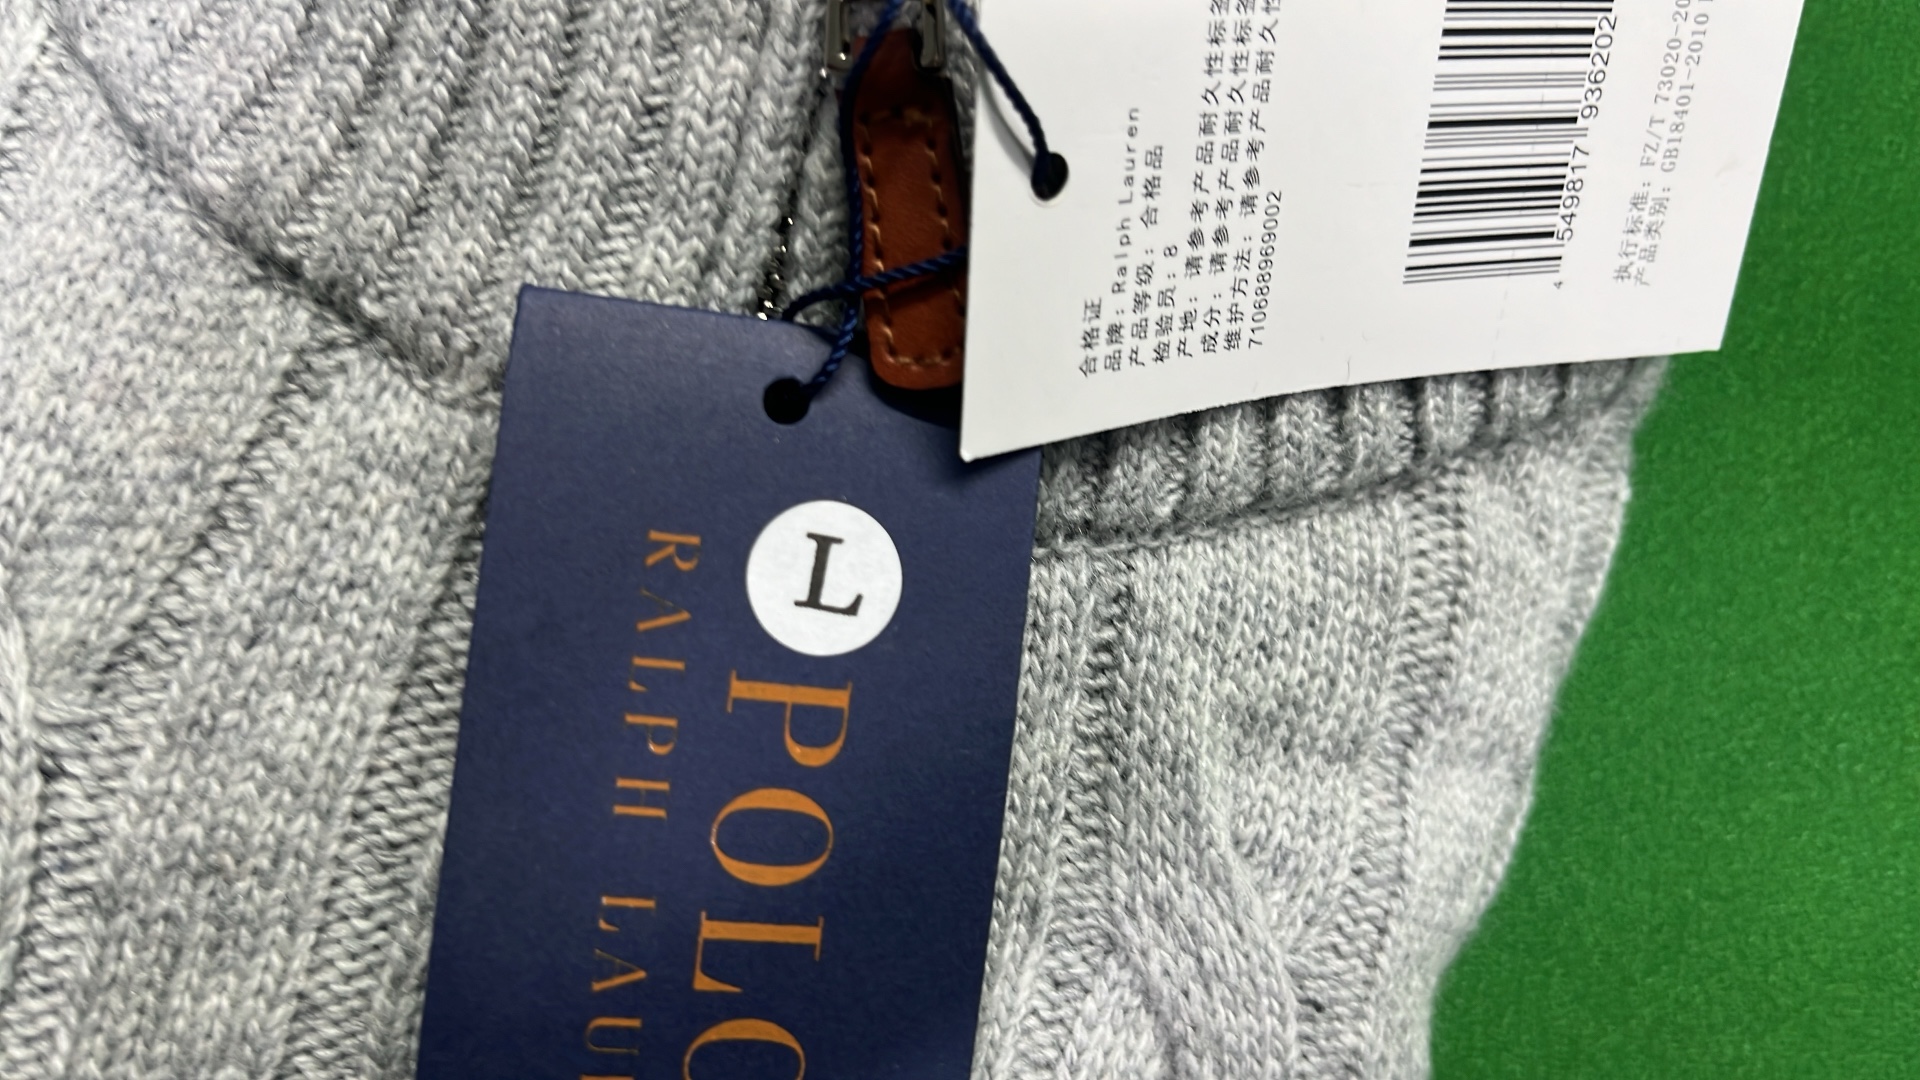 合格证
品牌: Ralph Lauren
产品等级: 合格品
检验员: 8
产地: 请参考产品耐久性标签
成分: 请参考产品耐久性标签
维护方法: 请参考产品耐久性
710688969002
4 549817 936202
执行标准: FZ/T 73020-20
产品类别: GB18401-2010
L
POLO
RALPH LAU